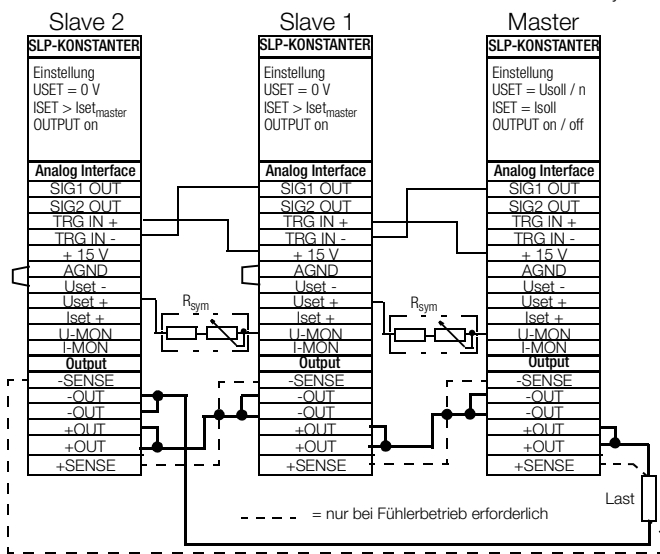 Slave 2
SLP-KONSTANTER
Einstellung
USET = 0 V
ISET > Iset master
OUTPUT on
Analog Interface
SIG1 OUT
SIG2 OUT
TRG IN +
TRG IN -
+ 15 V
AGND
Uset -
Uset +
Iset +
U-MON
I-MON
Output
-SENSE
-OUT
-OUT
+OUT
+OUT
+SENSE
Rsym
Slave 1
SLP-KONSTANTER
Einstellung
USET = 0 V
ISET > Iset master
OUTPUT on
Analog Interface
SIG1 OUT
SIG2 OUT
TRG IN +
TRG IN -
+ 15 V
AGND
Uset -
Uset +
Iset +
U-MON
I-MON
Output
-SENSE
-OUT
-OUT
+OUT
+OUT
+SENSE
Rsym
Master
SLP-KONSTANTER
Einstellung
USET = Usoll / n
ISET = Isoll
OUTPUT on / off
Analog Interface
SIG1 OUT
SIG2 OUT
TRG IN +
TRG IN -
+ 15 V
AGND
Uset -
Uset +
Iset +
U-MON
I-MON
Output
-SENSE
-OUT
-OUT
+OUT
+OUT
+SENSE
Last
= nur bei Fühlerbetrieb erforderlich